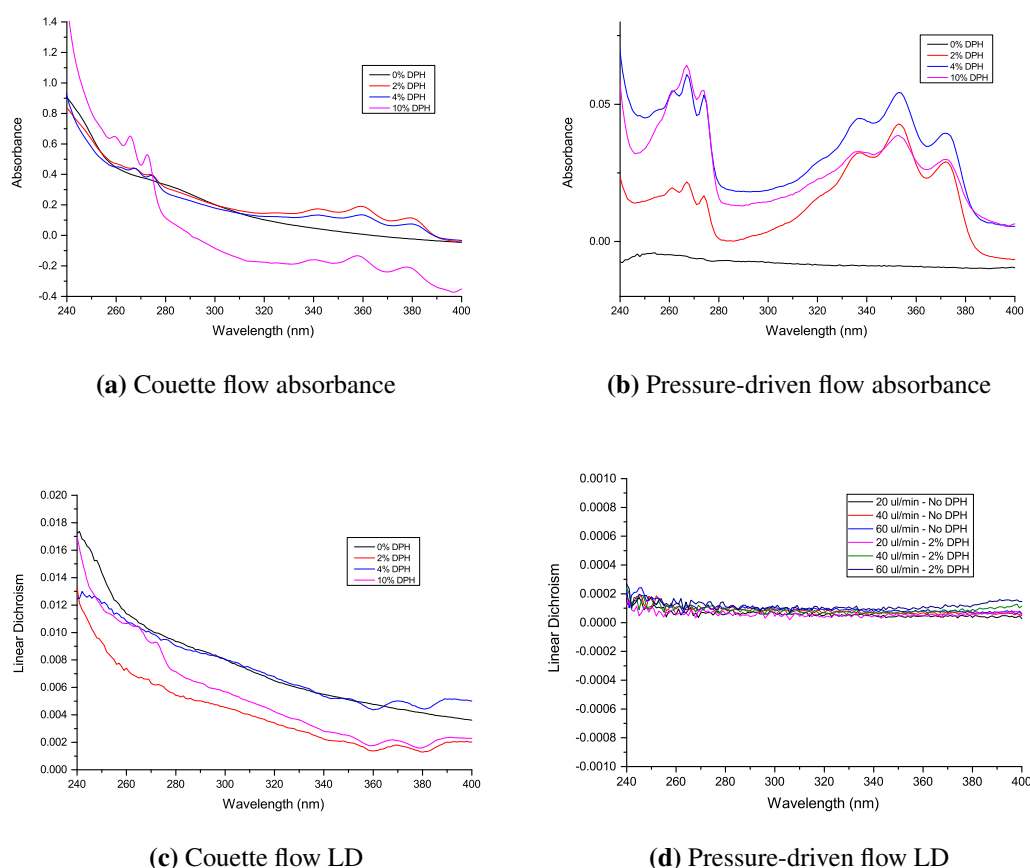 1.4
1.2
1.0
0.8
0.6
0.4
0.2
0.0
-0.2
-0.4
Absorbance
240 260 280 300 320 340 360 380 400
Wavelength (nm)
0% DPH
2% DPH
4% DPH
10% DPH
(a) Couette flow absorbance
0.05
0.00
Absorbance
240 260 280 300 320 340 360 380 400
Wavelength (nm)
0% DPH
2% DPH
4% DPH
10% DPH
(b) Pressure-driven flow absorbance
0.020
0.018
0.016
0.014
0.012
0.010
0.008
0.006
0.004
0.002
0.000
Linear Dichroism
240 260 280 300 320 340 360 380 400
Wavelength (nm)
0% DPH
2% DPH
4% DPH
10% DPH
(c) Couette flow LD
0.0010
0.0008
0.0006
0.0004
0.0002
0.0000
-0.0002
-0.0004
-0.0006
-0.0008
-0.0010
Linear Dichroism
240 260 280 300 320 340 360 380 400
Wavelength (nm)
20 ul/min - No DPH
40 ul/min - No DPH
60 ul/min - No DPH
20 ul/min - 2% DPH
40 ul/min - 2% DPH
60 ul/min - 2% DPH
(d) Pressure-driven flow LD